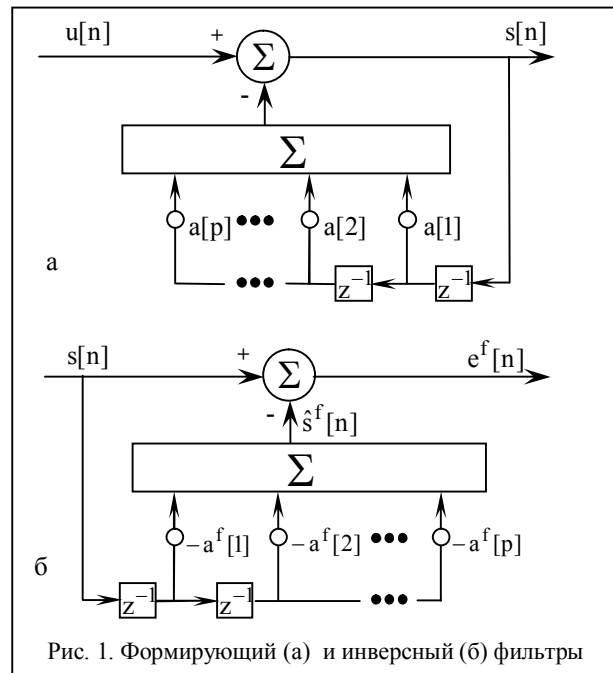 u[n] + s[n]
Σ
-
Σ
a[p] ••• a[2] a[1]
а
••• z⁻¹ z⁻¹
s[n] + eᶠ[n]
Σ
- ŝᶠ[n]
Σ
−aᶠ[1] −aᶠ[2] ••• −aᶠ[p]
б
z⁻¹ z⁻¹ •••
Рис. 1. Формирующий (а) и инверсный (б) фильтры